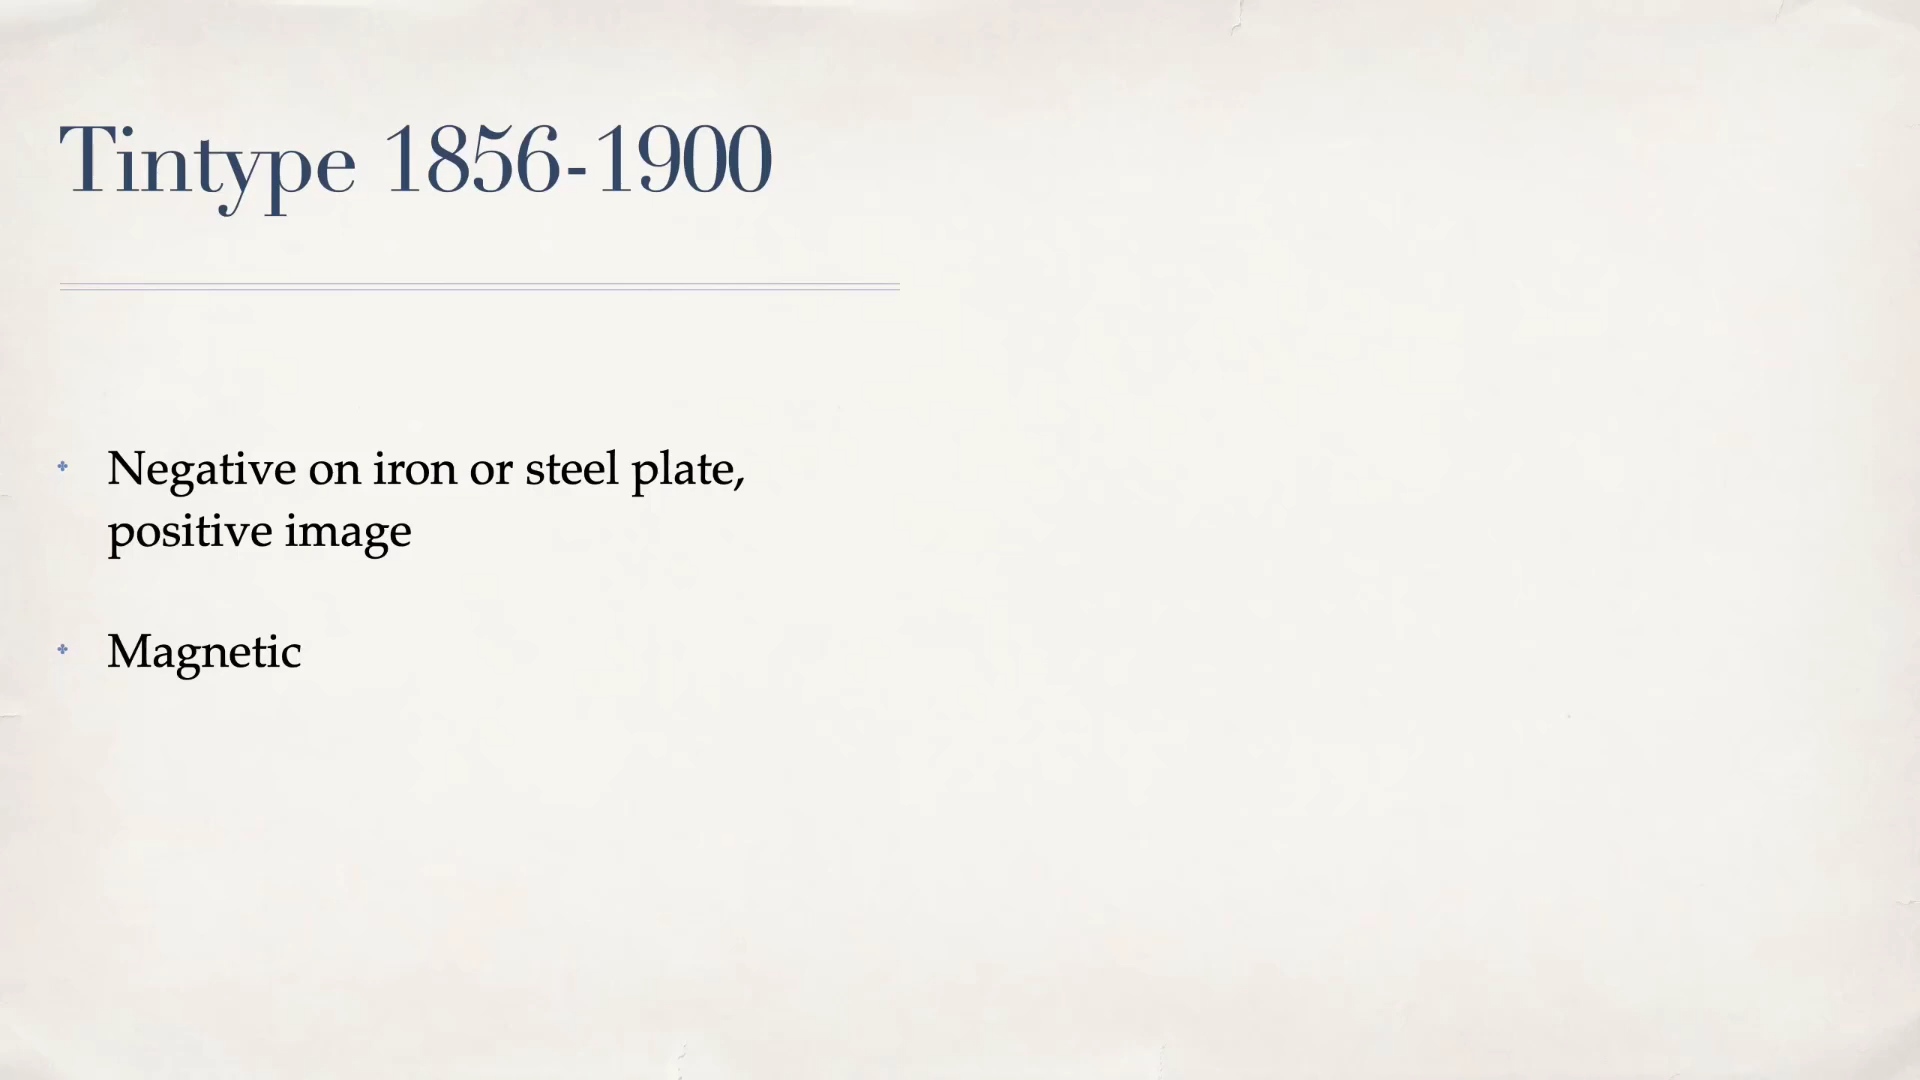 Tintype 1856-1900
Negative on iron or steel plate,
positive image
Magnetic